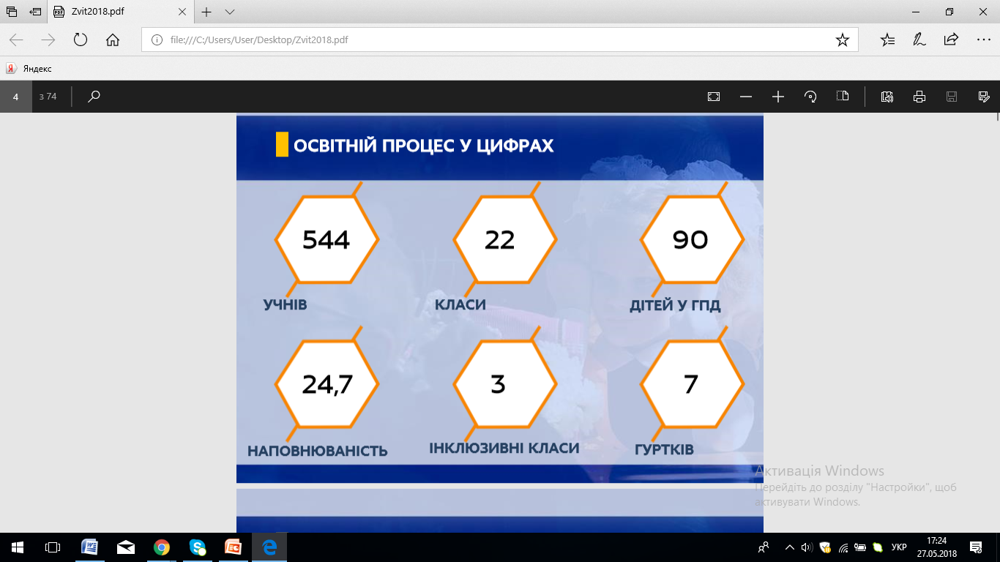 Zvit2018.pdf
file:///C:/Users/User/Desktop/Zvit2018.pdf
Яндекс
4 з 74
ОСВІТНІЙ ПРОЦЕС У ЦИФРАХ
544 22 90
УЧНІВ КЛАСИ ДІТЕЙ У ГПД
24,7 3 7
НАПОВНЮВАНІСТЬ ІНКЛЮЗИВНІ КЛАСИ ГУРТКІВ
Активація Windows
Перейдіть до розділу "Настройки", щоб
активувати Windows.
УКР 17:24
27.05.2018